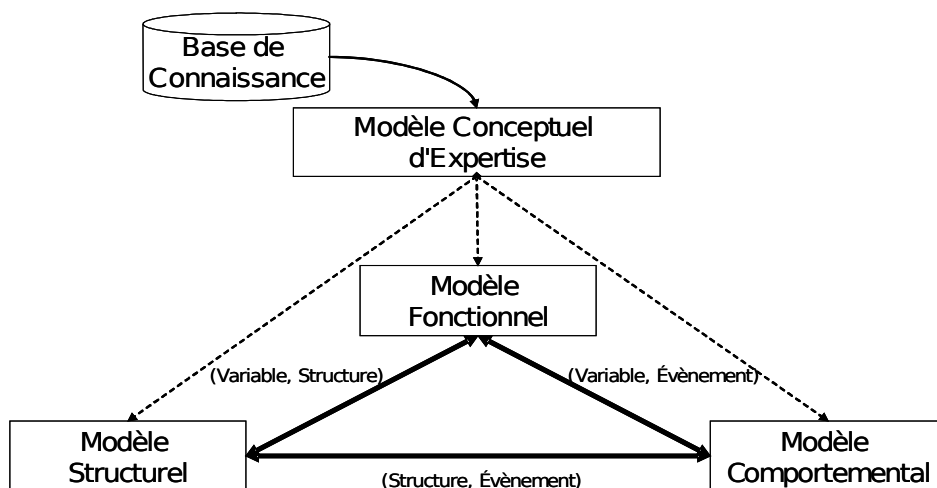 Base de
Connaissance
Modèle Conceptuel
d'Expertise
Modèle
Fonctionnel
(Variable, Structure)
(Variable, Évènement)
Modèle
Structurel
(Structure, Évènement)
Modèle
Comportemental